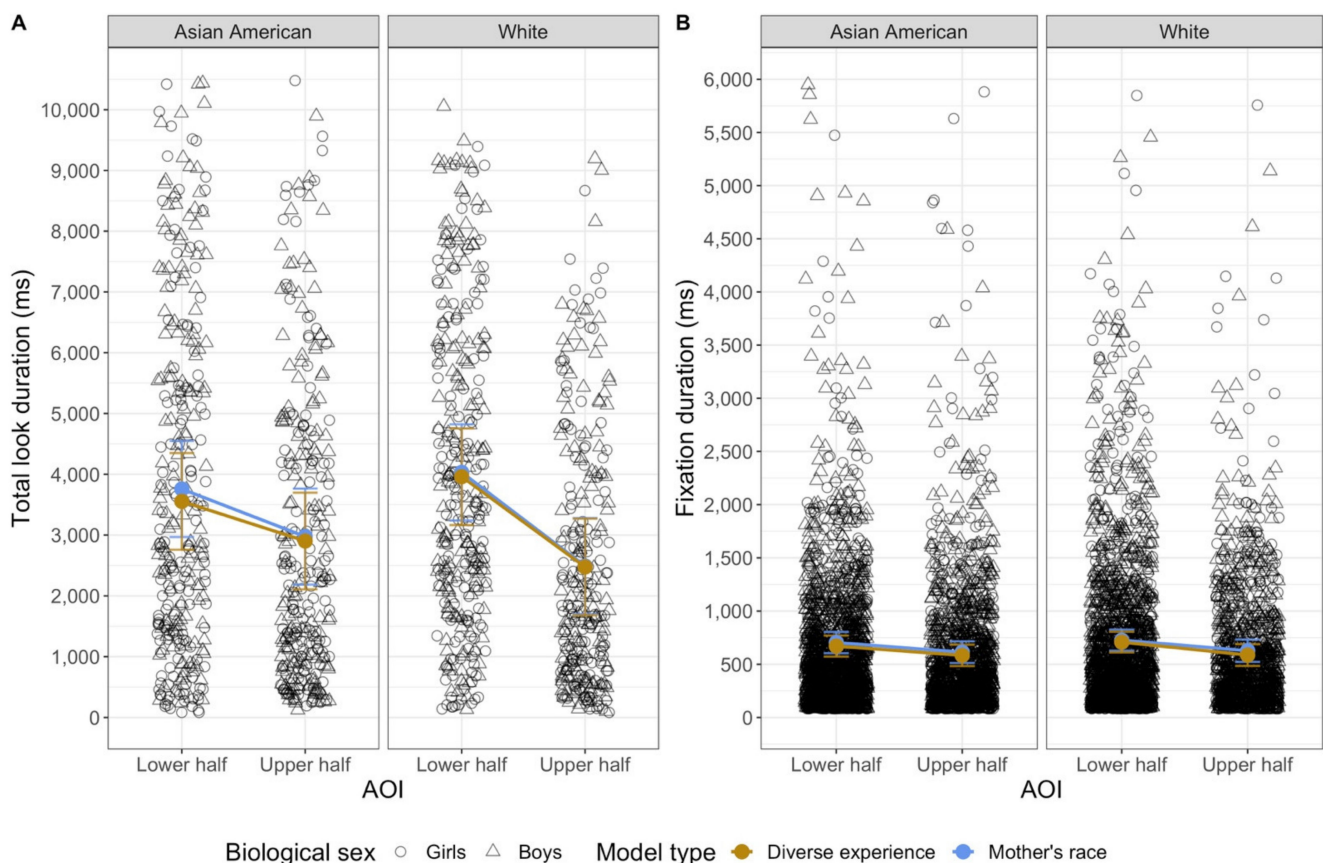 A
Asian American
White
Total look duration (ms)
10,000
9,000
8,000
7,000
6,000
5,000
4,000
3,000
2,000
1,000
0
Lower half
Upper half
Lower half
Upper half
AOI
B
Asian American
White
Fixation duration (ms)
6,000
5,500
5,000
4,500
4,000
3,500
3,000
2,500
2,000
1,500
1,000
500
0
Lower half
Upper half
Lower half
Upper half
AOI
Biological sex Girls Boys Model type Diverse experience Mother's race